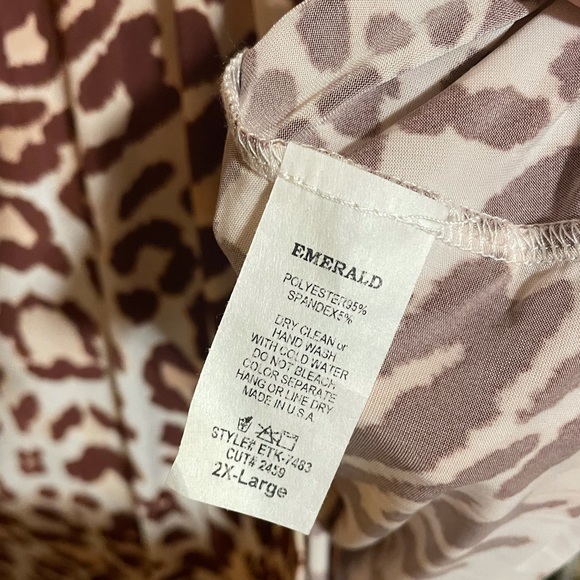 EMERALD
POLYESTER95%
SPANDEX5%
DRY CLEAN or
HAND WASH
WITH COLD WATER
DO NOT BLEACH
COLOR SEPARATE
HANG OR LINE DRY
MADE IN U.S.A
STYLE# ETK-7483
CUT# 2459
2X-Large